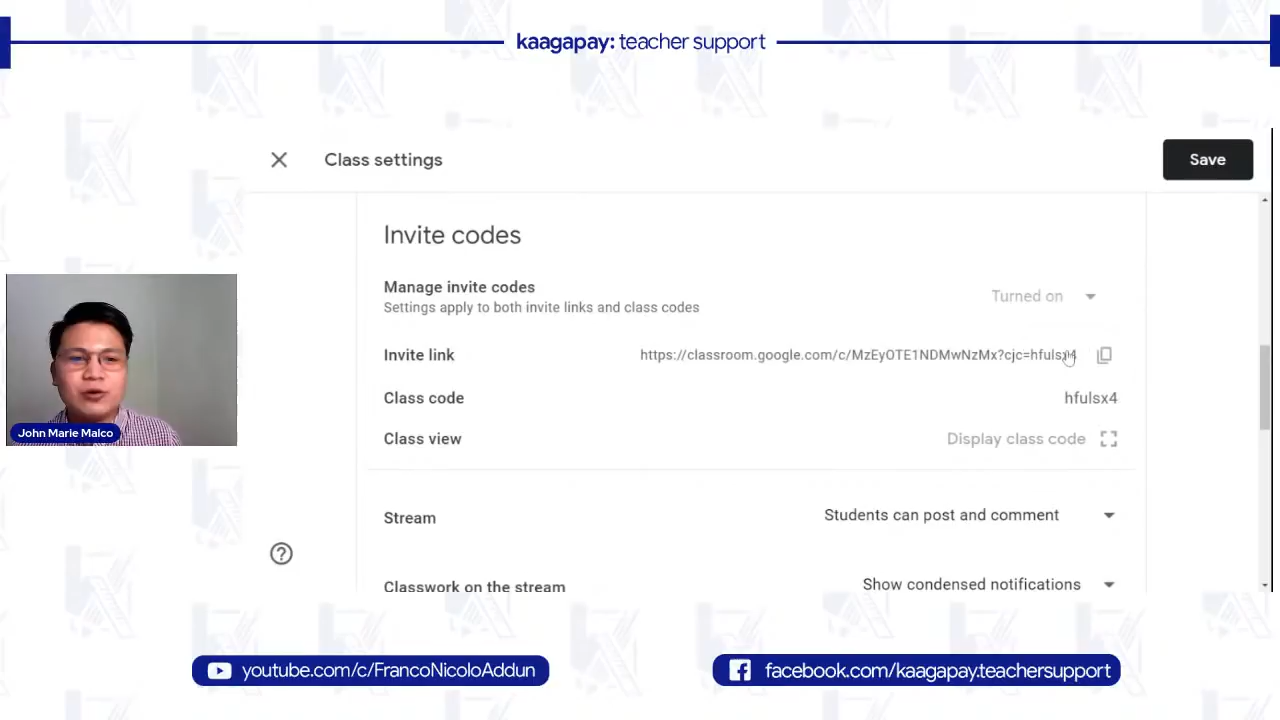 kaagapay: teacher support
Class settings
Save
Invite codes
Manage invite codes
Turned on
Settings apply to both invite links and class codes
Invite link
https://classroom.google.com/c/MzEyOTE1NDMwNzMx?cjc=hfulsx4
Class code
hfulsx4
Class view
Display class code
John Marie Malco
Stream
Students can post and comment
Classwork on the stream
Show condensed notifications
youtube.com/c/FrancoNicoloAddun
facebook.com/kaagapay.teachersupport